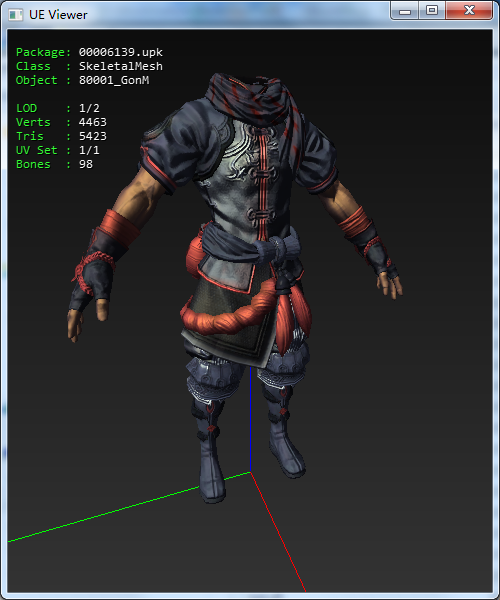 UE Viewer
Package: 00006139.upk
Class : SkeletalMesh
Object : 80001_GonM
LOD : 1/2
Verts : 4463
Tris : 5423
UV Set : 1/1
Bones : 98